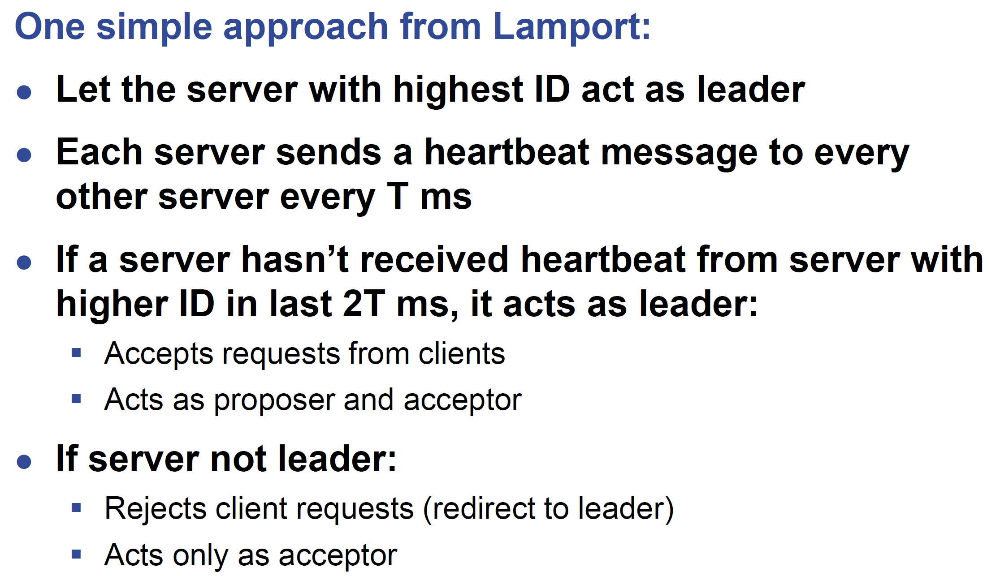 One simple approach from Lamport:
● Let the server with highest ID act as leader
● Each server sends a heartbeat message to every
other server every T ms
● If a server hasn’t received heartbeat from server with
higher ID in last 2T ms, it acts as leader:
▪ Accepts requests from clients
▪ Acts as proposer and acceptor
● If server not leader:
▪ Rejects client requests (redirect to leader)
▪ Acts only as acceptor